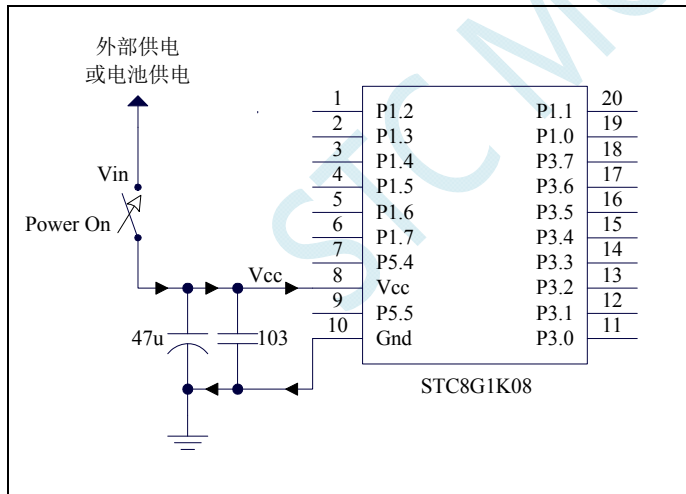 外部供电
或电池供电
Vin
Power On
Vcc
47u
103
1 P1.2 P1.1 20
2 P1.3 P1.0 19
3 P1.4 P3.7 18
4 P1.5 P3.6 17
5 P1.6 P3.5 16
6 P1.7 P3.4 15
7 P5.4 P3.3 14
8 Vcc P3.2 13
9 P5.5 P3.1 12
10 Gnd P3.0 11
STC8G1K08
STC MC